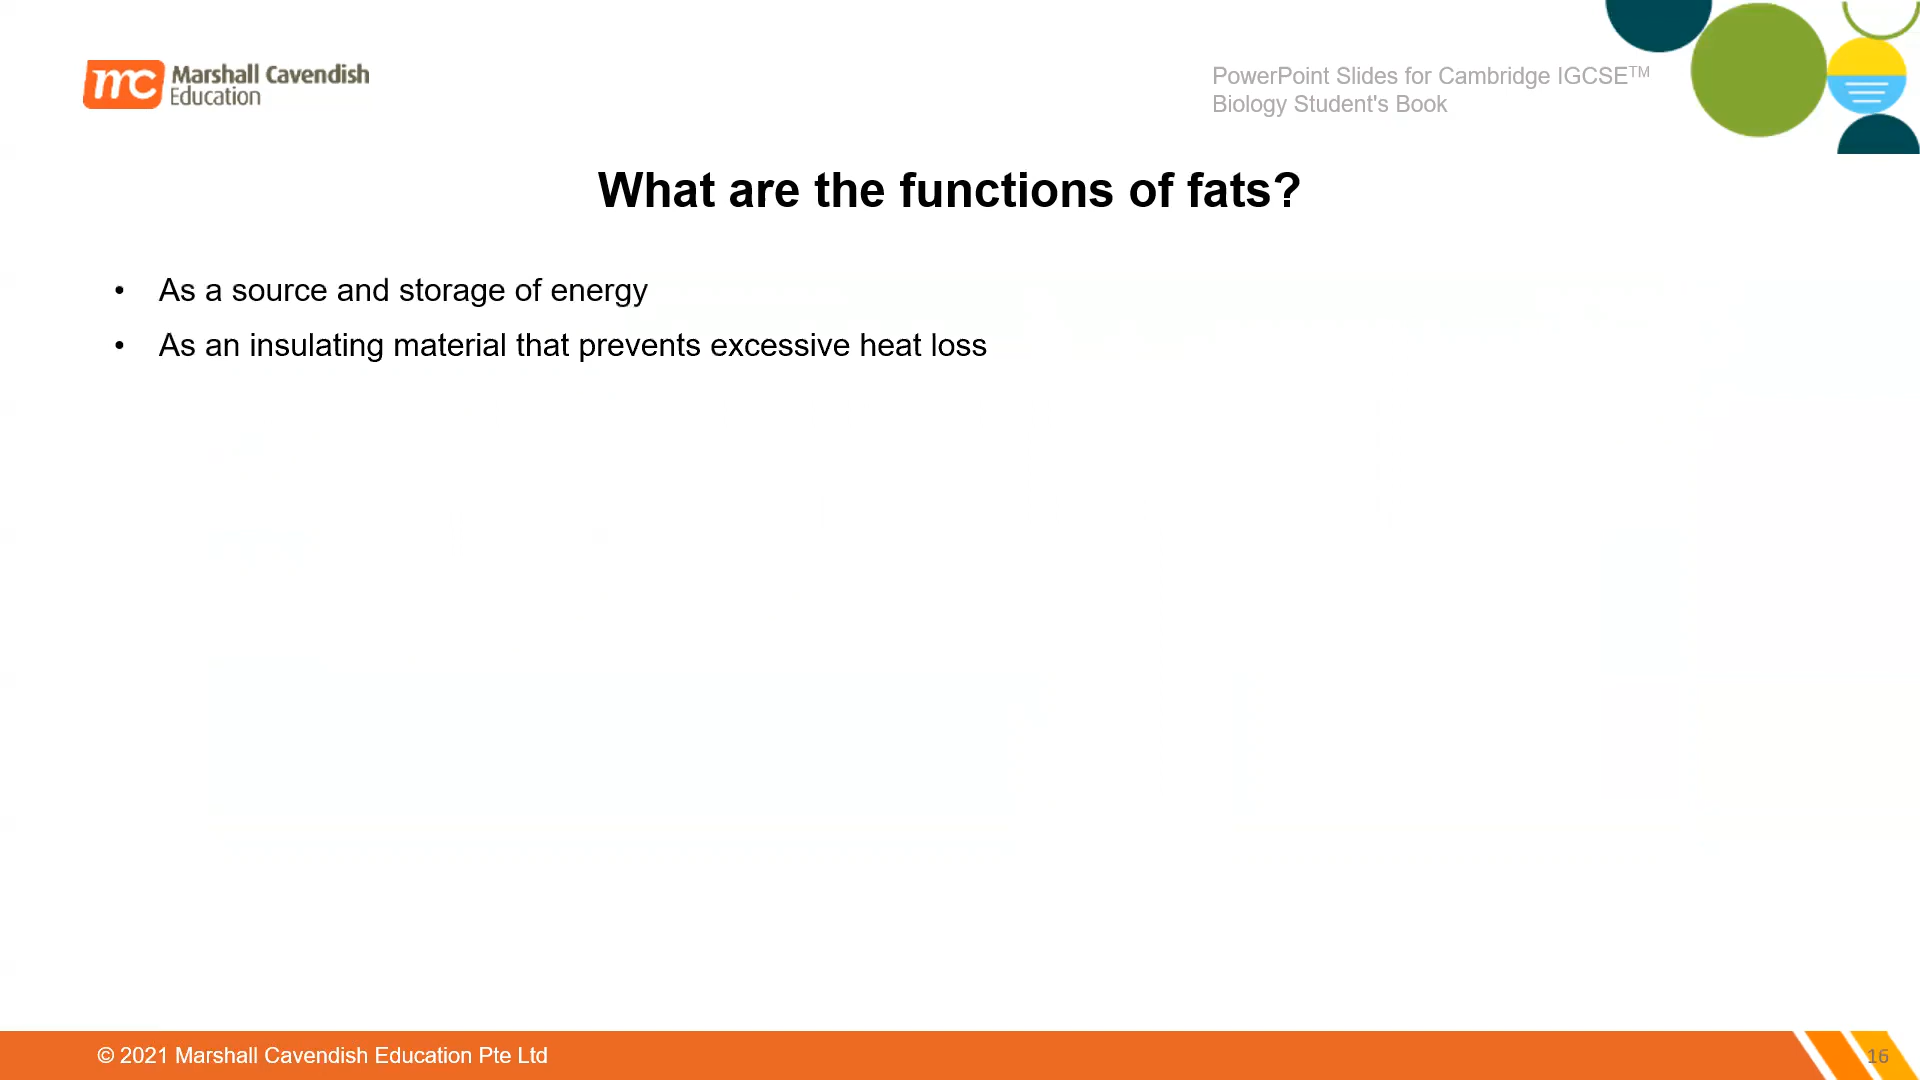 mc Marshall Cavendish
Education
PowerPoint Slides for Cambridge IGCSE™
Biology Student's Book
What are the functions of fats?
• As a source and storage of energy
• As an insulating material that prevents excessive heat loss
© 2021 Marshall Cavendish Education Pte Ltd
16